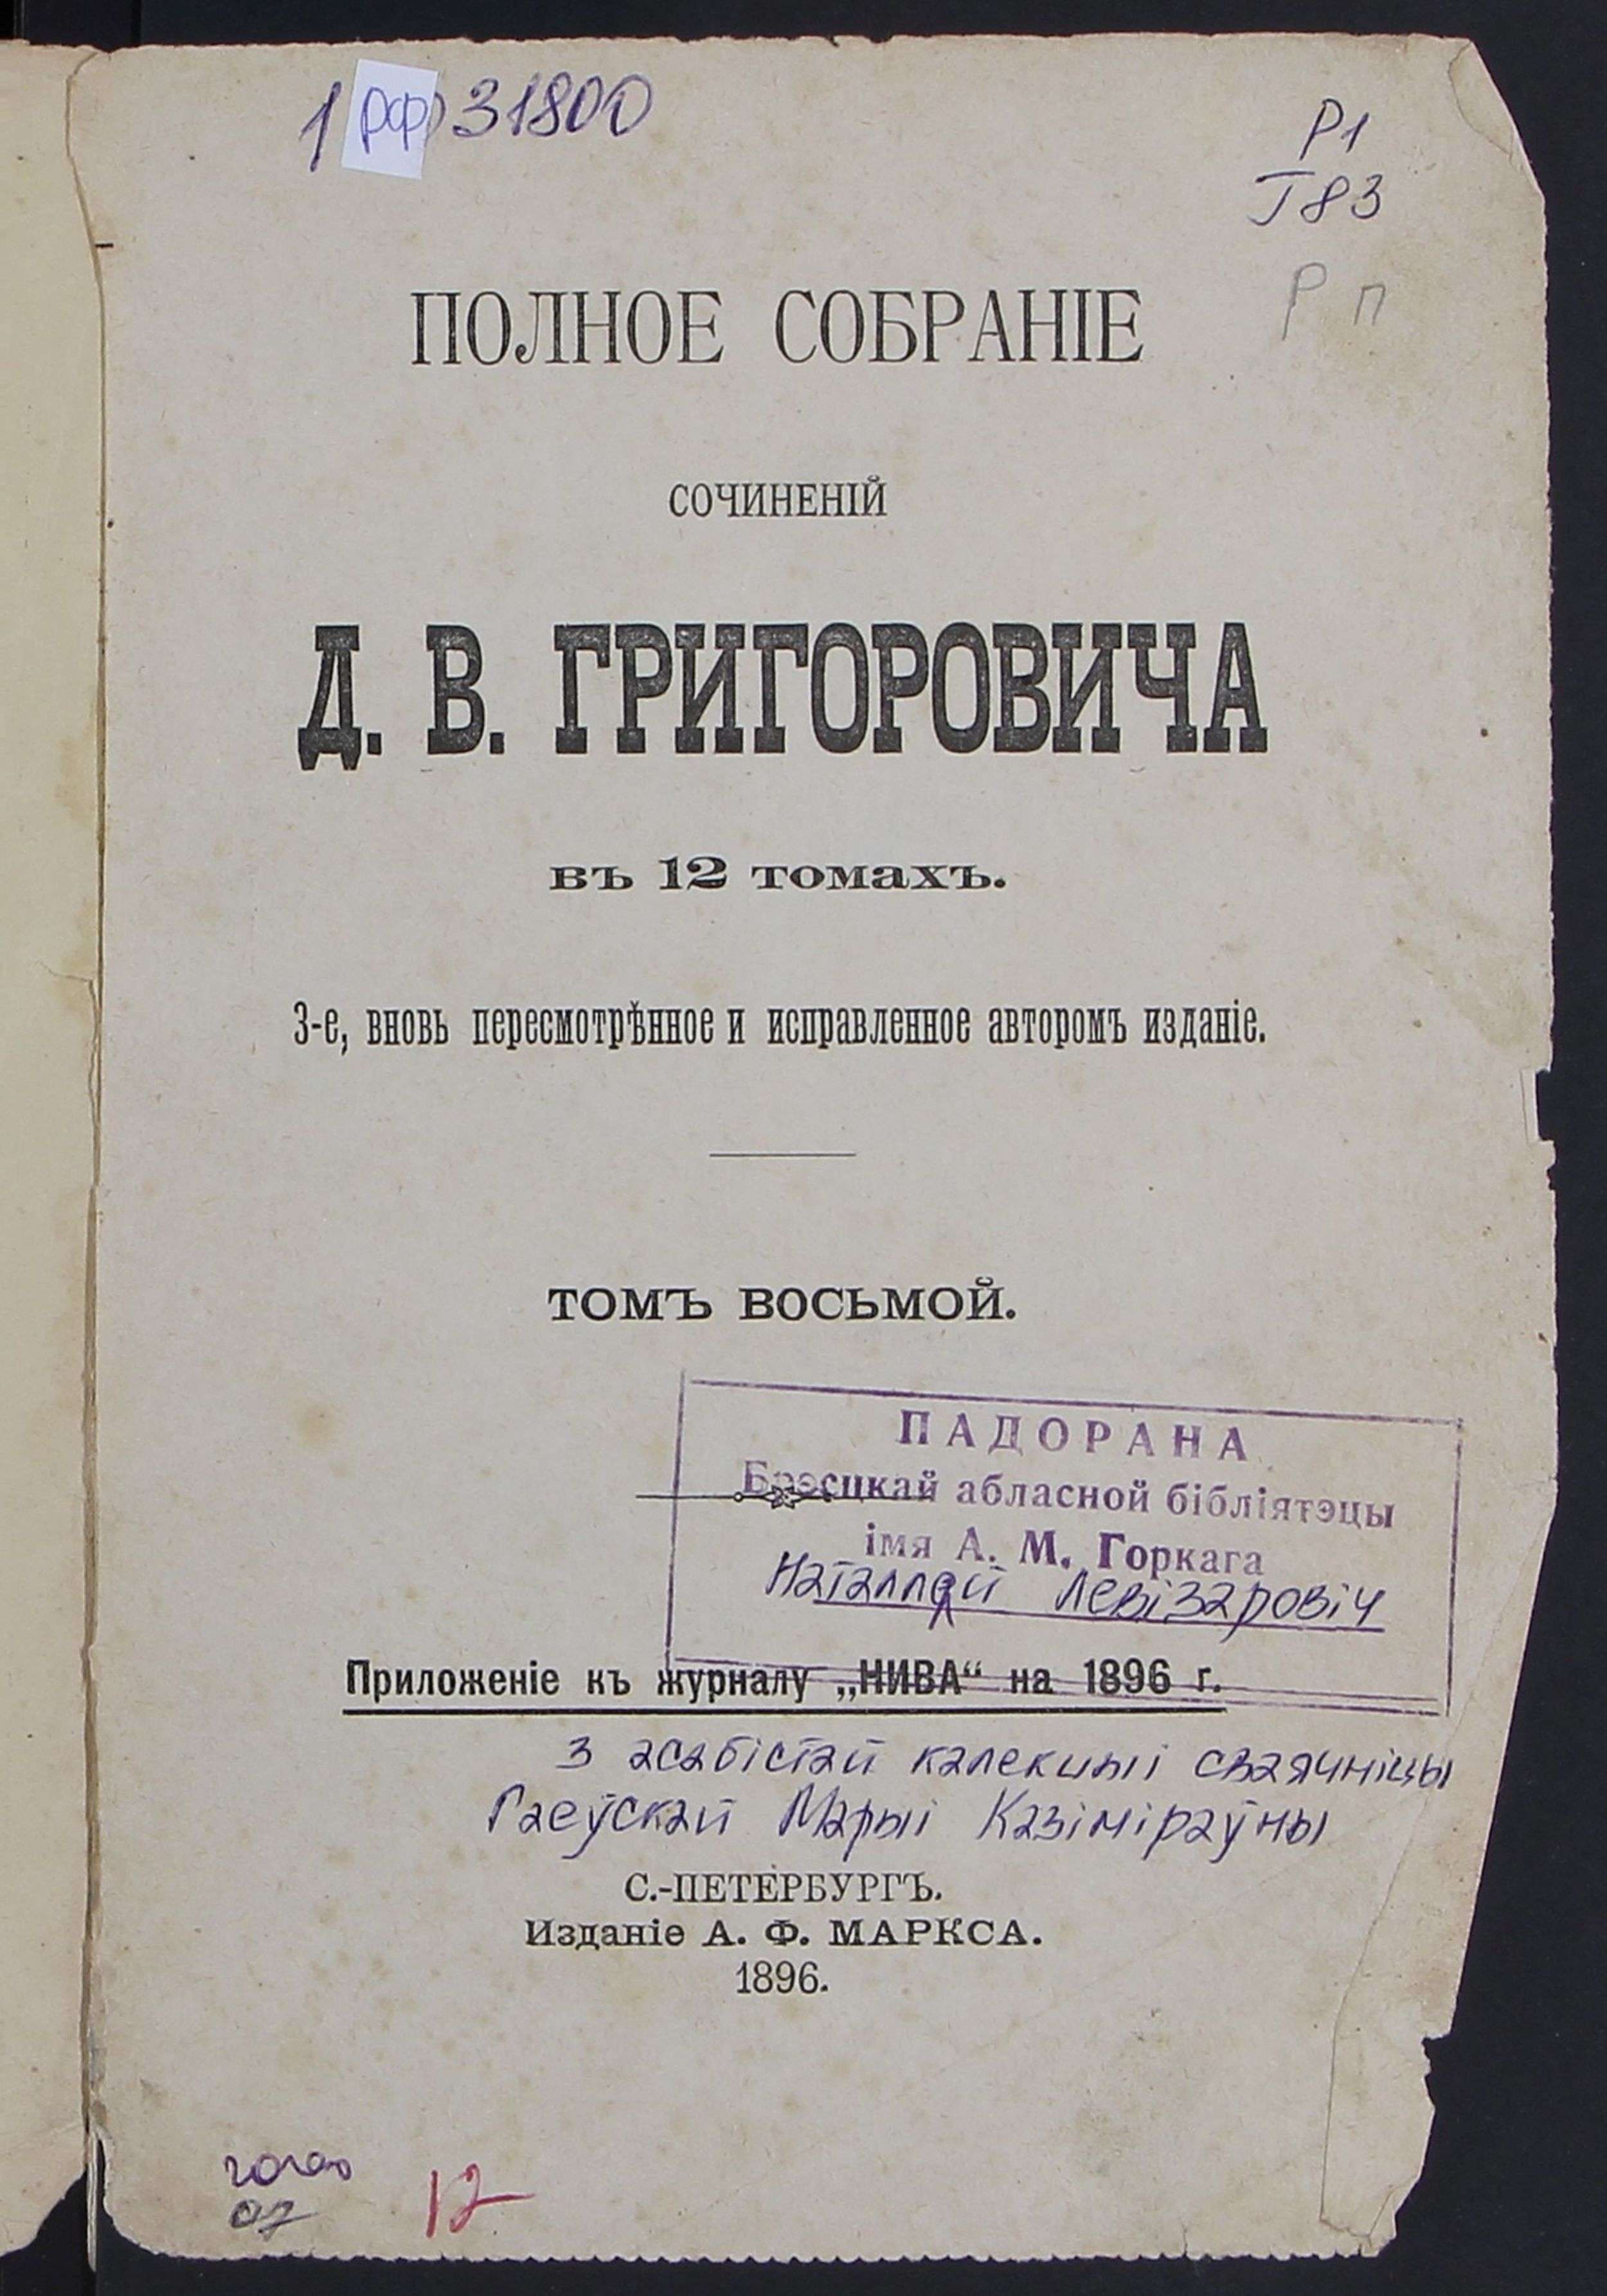 1 РФ 31800
Р1
Г83
Р П
ПОЛНОЕ СОБРАНІЕ
СОЧИНЕНІЙ
Д. В. ГРИГОРОВИЧА
въ 12 томахъ.
3-е, вновь пересмотрѣнное и исправленное авторомъ изданіе.
ТОМЪ ВОСЬМОЙ.
ПАДОРАНА
Брэсцкай абласной бібліятэцы
імя А. М. Горкага
Наталляй Левізаровіч
Приложеніе къ журналу „НИВА“ на 1896 г.
З асабістай калекцыі сваячніцы
Гаеўскай Марыі Казіміраўны
С.-ПЕТЕРБУРГЪ.
Изданіе А. Ф. МАРКСА.
1896.
12